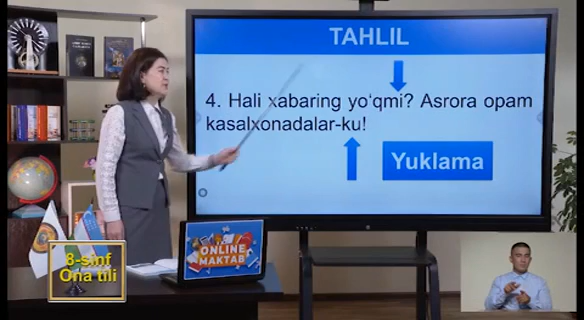 TAHLIL
4. Hali xabaring yo‘qmi? Asrora opam
kasalxonadalar-ku!
Yuklama
ONLINE
MAKTAB
8-sinf
Ona tili